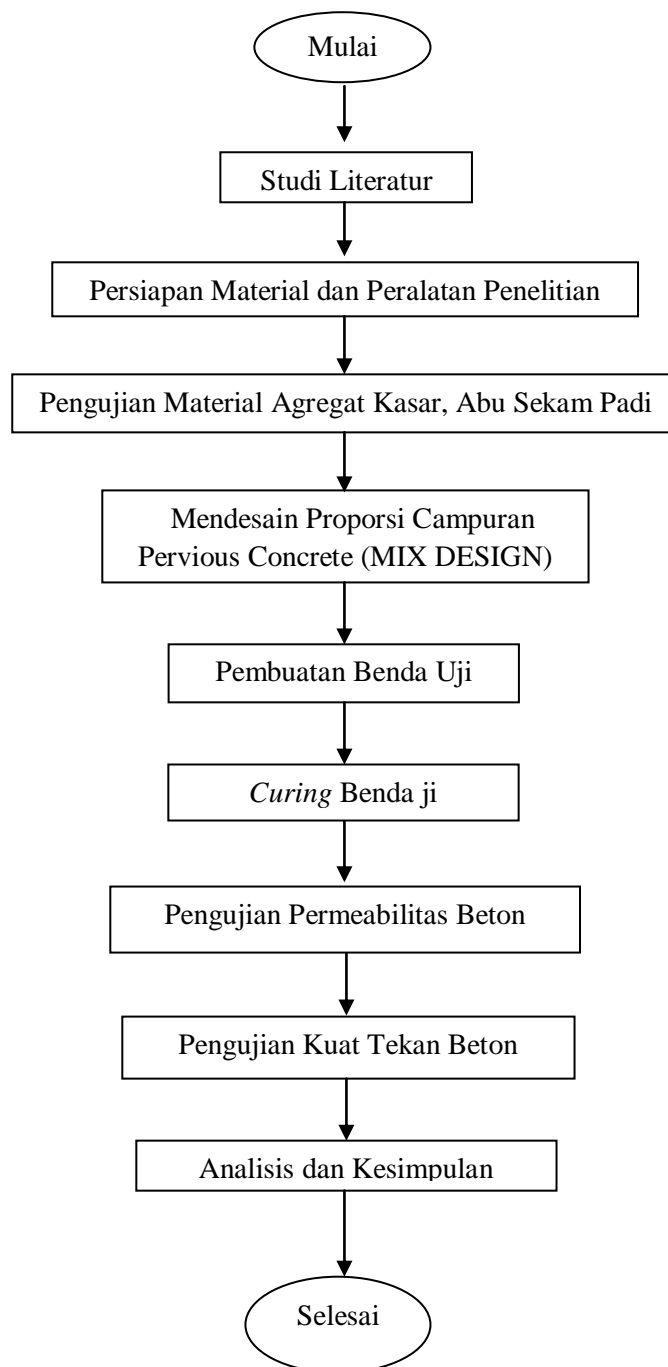 Mulai
Studi Literatur
Persiapan Material dan Peralatan Penelitian
Pengujian Material Agregat Kasar, Abu Sekam Padi
Mendesain Proporsi Campuran
Pervious Concrete (MIX DESIGN)
Pembuatan Benda Uji
Curing Benda ji
Pengujian Permeabilitas Beton
Pengujian Kuat Tekan Beton
Analisis dan Kesimpulan
Selesai